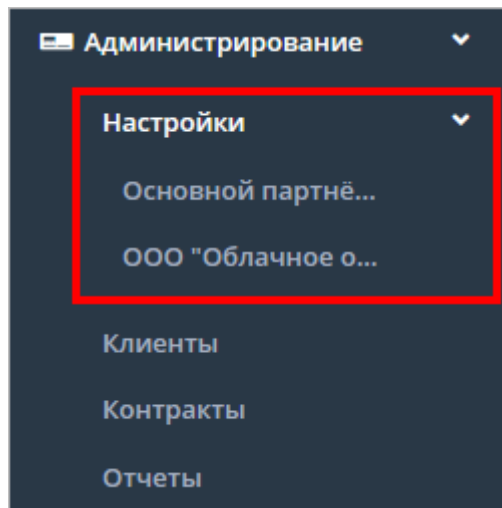 Администрирование
Настройки
Основной партнё...
ООО "Облачное о...
Клиенты
Контракты
Отчеты